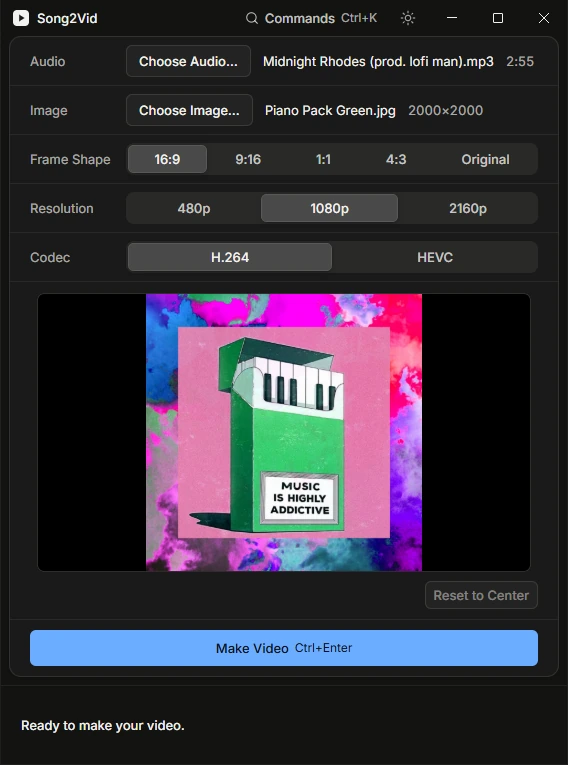 Song2Vid Commands Ctrl+K
Audio Choose Audio... Midnight Rhodes (prod. lofi man).mp3 2:55
Image Choose Image... Piano Pack Green.jpg 2000×2000
Frame Shape 16:9 9:16 1:1 4:3 Original
Resolution 480p 1080p 2160p
Codec H.264 HEVC
MUSIC
IS HIGHLY
ADDICTIVE
Reset to Center
Make Video Ctrl+Enter
Ready to make your video.